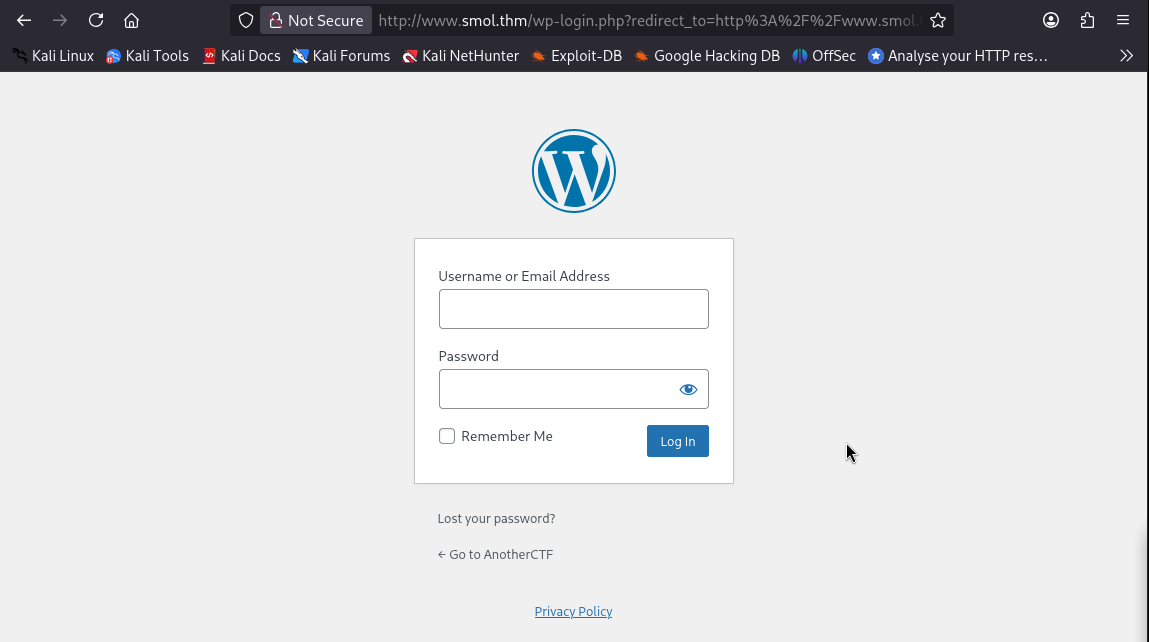 Not Secure http://www.smol.thm/wp-login.php?redirect_to=http%3A%2F%2Fwww.smol.
Kali Linux Kali Tools Kali Docs Kali Forums Kali NetHunter Exploit-DB Google Hacking DB OffSec Analyse your HTTP res…
Username or Email Address
Password
Remember Me Log In
Lost your password?
← Go to AnotherCTF
Privacy Policy